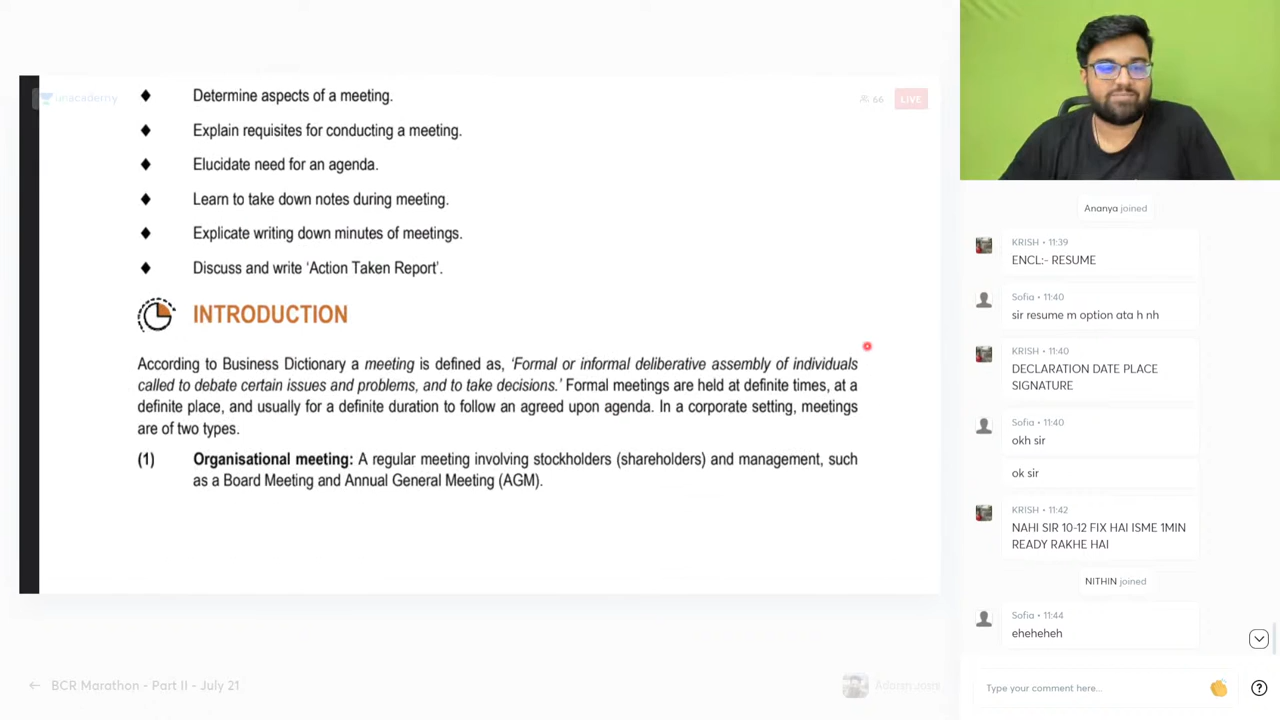 unacademy
66
LIVE
♦ Determine aspects of a meeting.
♦ Explain requisites for conducting a meeting.
♦ Elucidate need for an agenda.
♦ Learn to take down notes during meeting.
♦ Explicate writing down minutes of meetings.
♦ Discuss and write ‘Action Taken Report’.
INTRODUCTION
According to Business Dictionary a meeting is defined as, ‘Formal or informal deliberative assembly of individuals
called to debate certain issues and problems, and to take decisions.’ Formal meetings are held at definite times, at a
definite place, and usually for a definite duration to follow an agreed upon agenda. In a corporate setting, meetings
are of two types.
(1) Organisational meeting: A regular meeting involving stockholders (shareholders) and management, such
as a Board Meeting and Annual General Meeting (AGM).
BCR Marathon - Part II - July 21
Ananya joined
KRISH • 11:39
ENCL:- RESUME
Sofia • 11:40
sir resume m option ata h nh
KRISH • 11:40
DECLARATION DATE PLACE
SIGNATURE
Sofia • 11:40
okh sir
ok sir
KRISH • 11:42
NAHI SIR 10-12 FIX HAI ISME 1MIN
READY RAKHE HAI
NITHIN joined
Sofia • 11:44
eheheheh
Type your comment here...